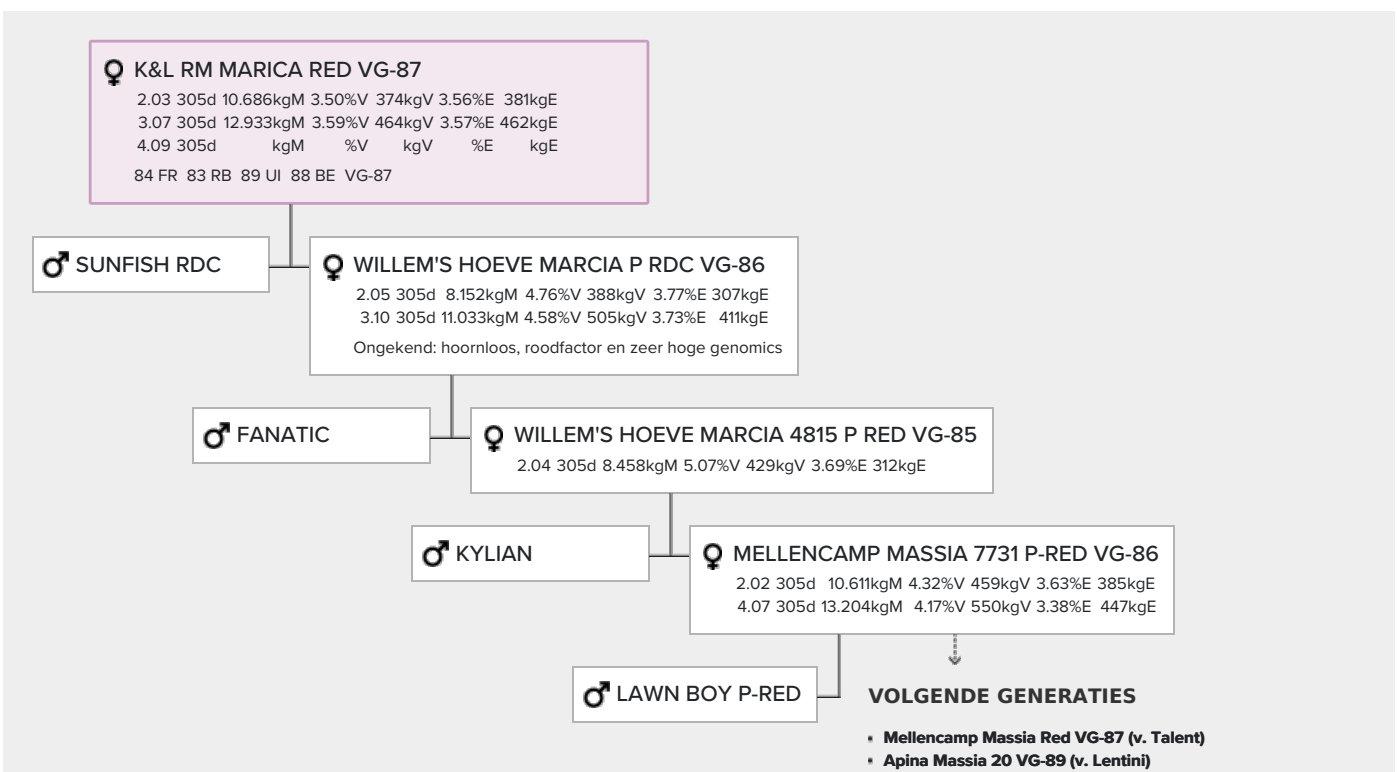 K&L RM MARICA RED VG-87
2.03 305d 10.686kgM 3.50%V 374kgV 3.56%E 381kgE
3.07 305d 12.933kgM 3.59%V 464kgV 3.57%E 462kgE
4.09 305d kgM %V kgV %E kgE
84 FR 83 RB 89 UI 88 BE VG-87
SUNFISH RDC
WILLEM'S HOEVE MARCIA P RDC VG-86
2.05 305d 8.152kgM 4.76%V 388kgV 3.77%E 307kgE
3.10 305d 11.033kgM 4.58%V 505kgV 3.73%E 411kgE
Ongekend: hoornloos, roodfactor en zeer hoge genomics
FANATIC
WILLEM'S HOEVE MARCIA 4815 P RED VG-85
2.04 305d 8.458kgM 5.07%V 429kgV 3.69%E 312kgE
KYLIAN
MELLENCAMP MASSIA 7731 P-RED VG-86
2.02 305d 10.611kgM 4.32%V 459kgV 3.63%E 385kgE
4.07 305d 13.204kgM 4.17%V 550kgV 3.38%E 447kgE
LAWN BOY P-RED
VOLGENDE GENERATIES
▪ Mellencamp Massia Red VG-87 (v. Talent)
▪ Apina Massia 20 VG-89 (v. Lentini)